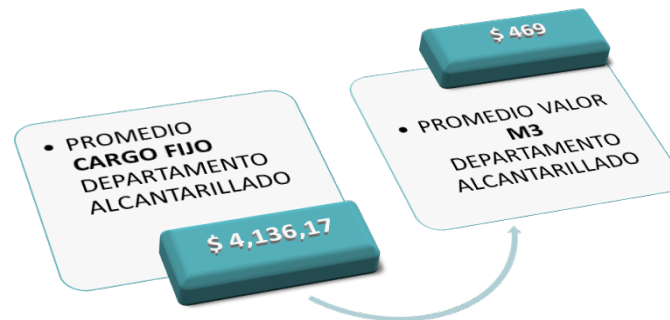 • PROMEDIO
CARGO FIJO
DEPARTAMENTO
ALCANTARILLADO
$ 4,136,17
$ 469
• PROMEDIO VALOR
M3
DEPARTAMENTO
ALCANTARILLADO